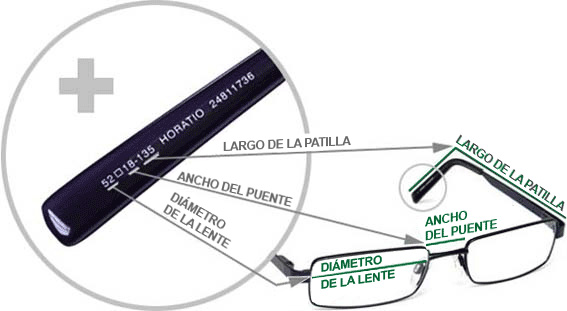 52□18-135 HORATIO 24811736
LARGO DE LA PATILLA
ANCHO DEL PUENTE
DIÁMETRO
DE LA LENTE
LARGO DE LA PATILLA
ANCHO
DEL PUENTE
DIÁMETRO
DE LA LENTE